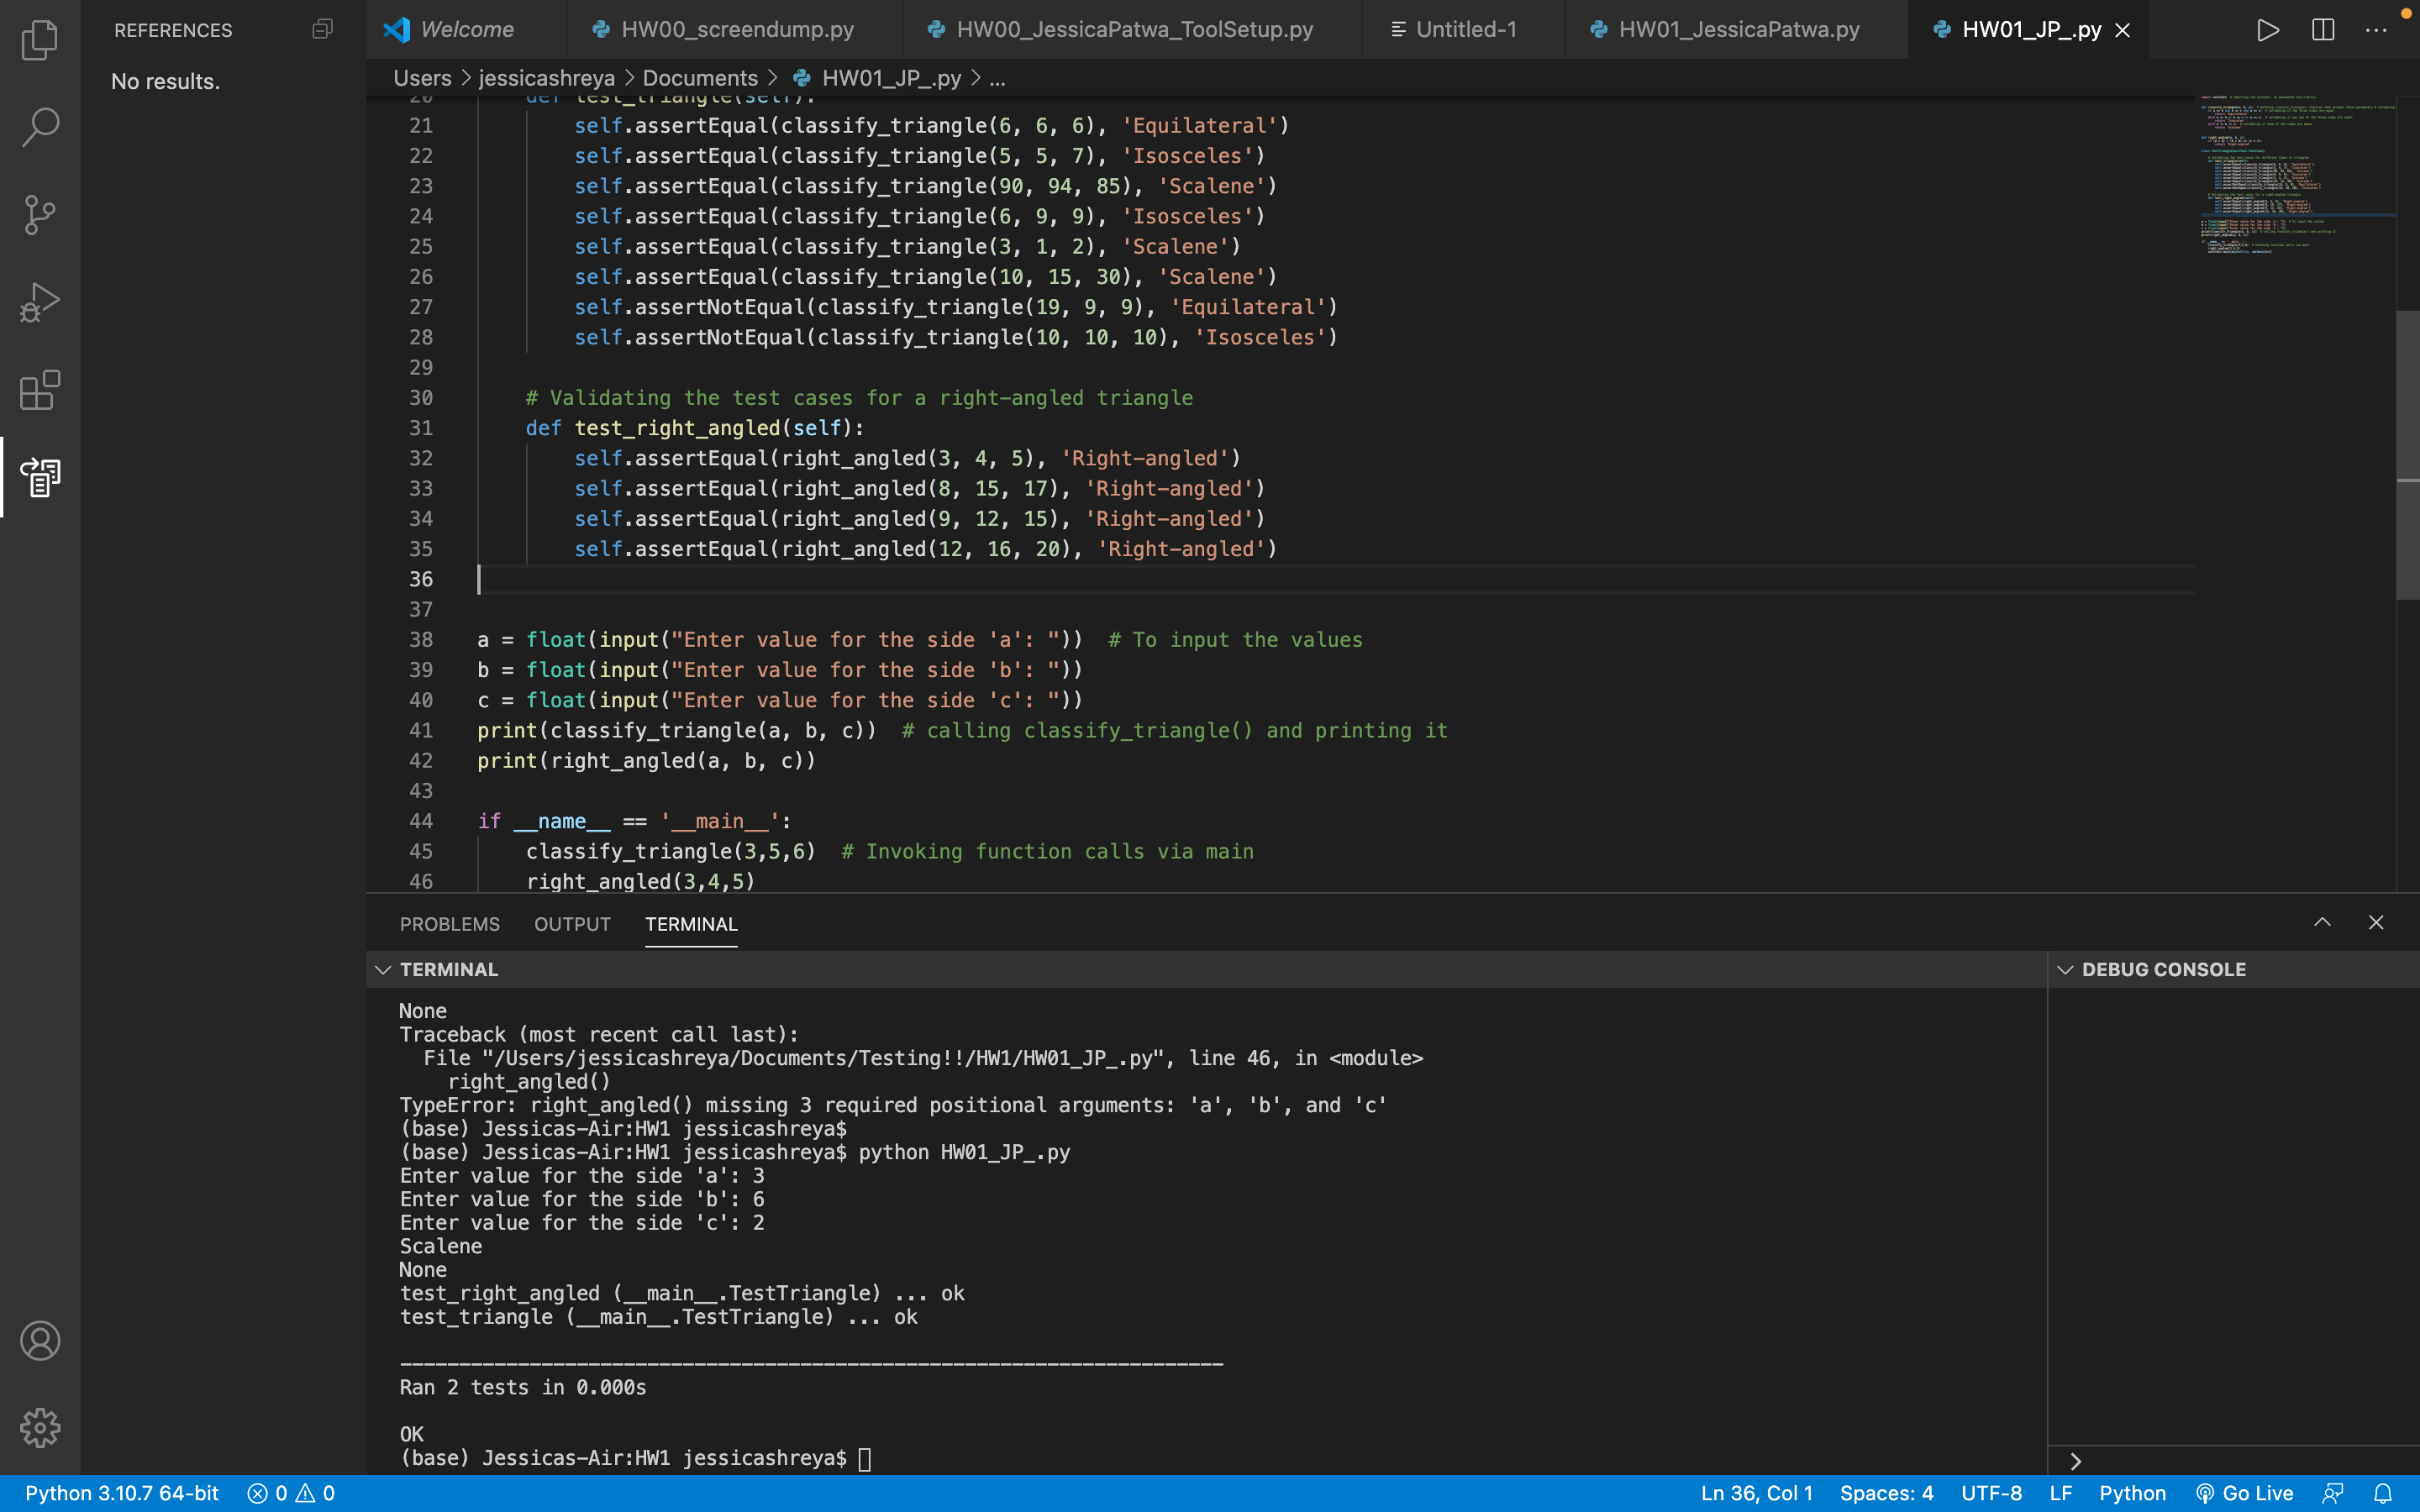 REFERENCES
No results.
Welcome
HW00_screendump.py
HW00_JessicaPatwa_ToolSetup.py
Untitled-1
HW01_JessicaPatwa.py
HW01_JP_.py
Users > jessicashreya > Documents > HW01_JP_.py > ...
20 def test_triangle(self):
21 self.assertEqual(classify_triangle(6, 6, 6), 'Equilateral')
22 self.assertEqual(classify_triangle(5, 5, 7), 'Isosceles')
23 self.assertEqual(classify_triangle(90, 94, 85), 'Scalene')
24 self.assertEqual(classify_triangle(6, 9, 9), 'Isosceles')
25 self.assertEqual(classify_triangle(3, 1, 2), 'Scalene')
26 self.assertEqual(classify_triangle(10, 15, 30), 'Scalene')
27 self.assertNotEqual(classify_triangle(19, 9, 9), 'Equilateral')
28 self.assertNotEqual(classify_triangle(10, 10, 10), 'Isosceles')
29
30 # Validating the test cases for a right-angled triangle
31 def test_right_angled(self):
32 self.assertEqual(right_angled(3, 4, 5), 'Right-angled')
33 self.assertEqual(right_angled(8, 15, 17), 'Right-angled')
34 self.assertEqual(right_angled(9, 12, 15), 'Right-angled')
35 self.assertEqual(right_angled(12, 16, 20), 'Right-angled')
36
37
38 a = float(input("Enter value for the side 'a': ")) # To input the values
39 b = float(input("Enter value for the side 'b': "))
40 c = float(input("Enter value for the side 'c': "))
41 print(classify_triangle(a, b, c)) # calling classify_triangle() and printing it
42 print(right_angled(a, b, c))
43
44 if __name__ == '__main__':
45 classify_triangle(3,5,6) # Invoking function calls via main
46 right_angled(3,4,5)
PROBLEMS OUTPUT TERMINAL
TERMINAL
DEBUG CONSOLE
None
Traceback (most recent call last):
File "/Users/jessicashreya/Documents/Testing!!/HW1/HW01_JP_.py", line 46, in <module>
right_angled()
TypeError: right_angled() missing 3 required positional arguments: 'a', 'b', and 'c'
(base) Jessicas-Air:HW1 jessicashreya$
(base) Jessicas-Air:HW1 jessicashreya$ python HW01_JP_.py
Enter value for the side 'a': 3
Enter value for the side 'b': 6
Enter value for the side 'c': 2
Scalene
None
test_right_angled (__main__.TestTriangle) ... ok
test_triangle (__main__.TestTriangle) ... ok
----------------------------------------------------------------------
Ran 2 tests in 0.000s
OK
(base) Jessicas-Air:HW1 jessicashreya$
Python 3.10.7 64-bit 0 0 Ln 36, Col 1 Spaces: 4 UTF-8 LF Python Go Live